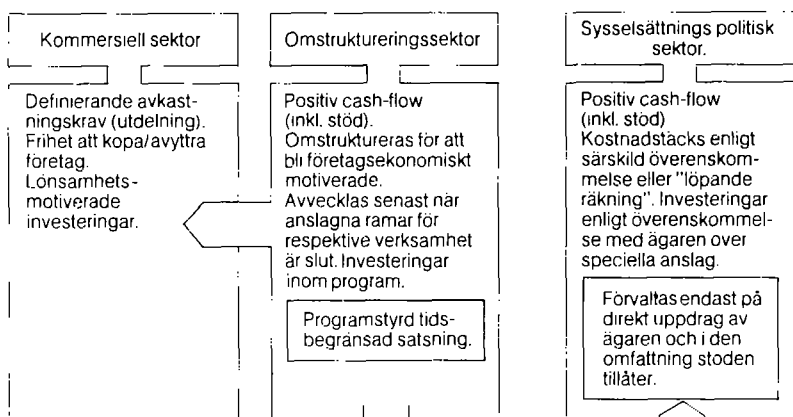 Kommersiell sektor
Definierande avkast-
ningskrav (utdelning).
Frihet att kopa/avyttra
företag.
Lönsamhets-
motiverade
investeringar.
Omstruktureringssektor
Positiv cash-flow
(inkl. stöd).
Omstruktureras för att
bli företagsekonomiskt
motiverade.
Avvecklas senast när
anslagna ramar för
respektive verksamhet
är slut. Investeringar
inom program.
Programstyrd tids-
begränsad satsning.
Sysselsättnings politisk
sektor.
Positiv cash-flow
(inkl. stöd)
Kostnadstäcks enligt
särskild överenskom-
melse eller "löpande
räkning". Investeringar
enligt överenskommel-
se med ägaren over
speciella anslag.
Förvaltas endast på
direkt uppdrag av
ägaren och i den
omfattning stoden
tillåter.